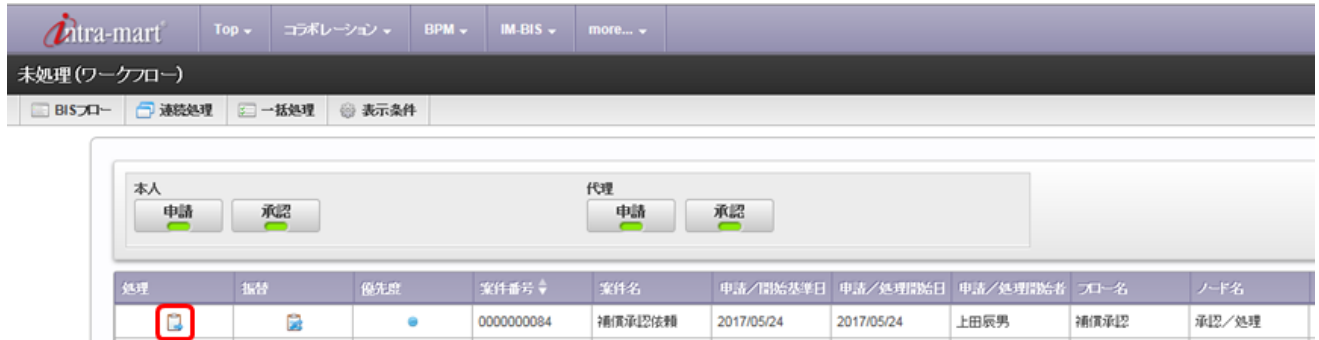 intra-mart Top コラボレーション BPM IM-BIS more...
未処理(ワークフロー)
BISフロー 連続処理 一括処理 表示条件
本人 代理
申請 承認 申請 承認
処理 振替 優先度 案件番号 案件名 申請/開始基準日 申請/処理開始日 申請/処理開始者 フロー名 ノード名
0000000084 補償承認依頼 2017/05/24 2017/05/24 上田辰男 補償承認 承認/処理